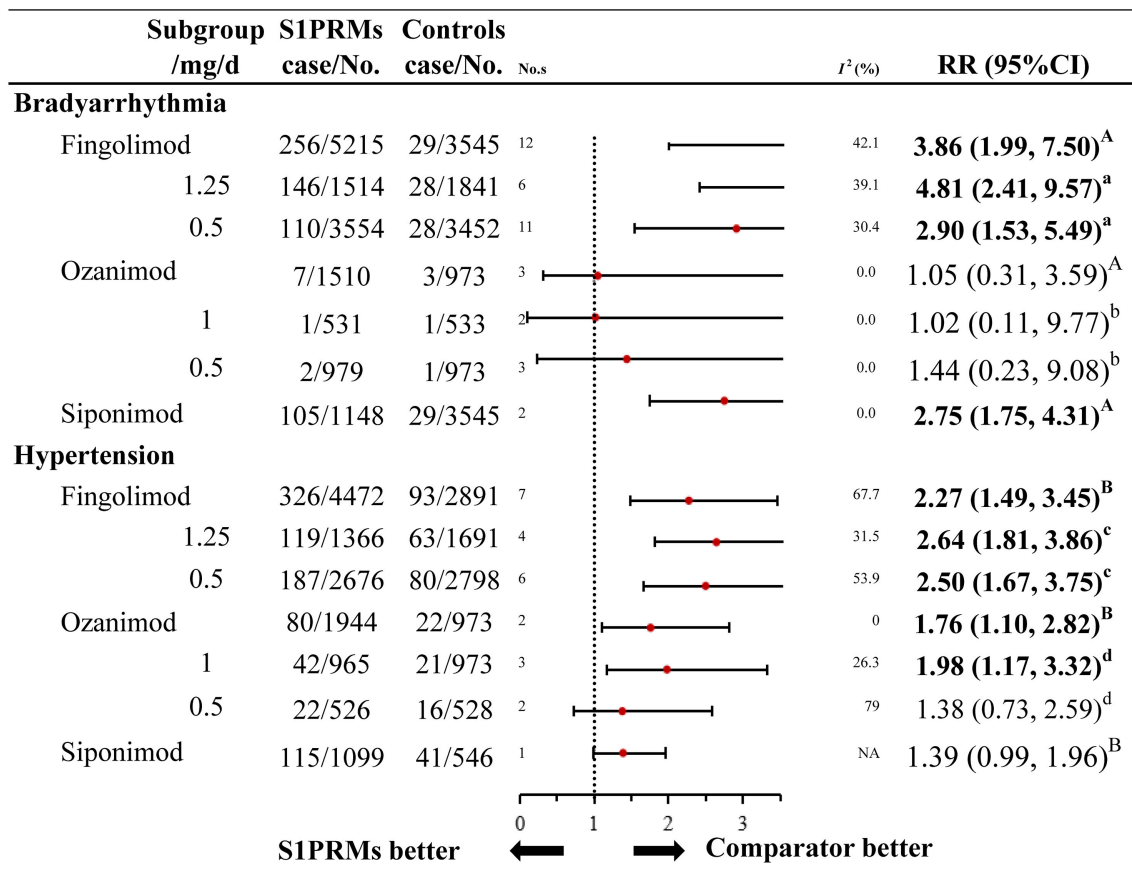 Subgroup S1PRMs Controls
/mg/d case/No. case/No. No.s I² (%) RR (95%CI)
Bradyarrhythmia
Fingolimod 256/5215 29/3545 12 42.1 3.86 (1.99, 7.50)ᴬ
1.25 146/1514 28/1841 6 39.1 4.81 (2.41, 9.57)ᵃ
0.5 110/3554 28/3452 11 30.4 2.90 (1.53, 5.49)ᵃ
Ozanimod 7/1510 3/973 3 0.0 1.05 (0.31, 3.59)ᴬ
1 1/531 1/533 2 0.0 1.02 (0.11, 9.77)ᵇ
0.5 2/979 1/973 3 0.0 1.44 (0.23, 9.08)ᵇ
Siponimod 105/1148 29/3545 2 0.0 2.75 (1.75, 4.31)ᴬ
Hypertension
Fingolimod 326/4472 93/2891 7 67.7 2.27 (1.49, 3.45)ᴮ
1.25 119/1366 63/1691 4 31.5 2.64 (1.81, 3.86)ᶜ
0.5 187/2676 80/2798 6 53.9 2.50 (1.67, 3.75)ᶜ
Ozanimod 80/1944 22/973 2 0 1.76 (1.10, 2.82)ᴮ
1 42/965 21/973 3 26.3 1.98 (1.17, 3.32)ᵈ
0.5 22/526 16/528 2 79 1.38 (0.73, 2.59)ᵈ
Siponimod 115/1099 41/546 1 NA 1.39 (0.99, 1.96)ᴮ
0 1 2 3
S1PRMs better Comparator better